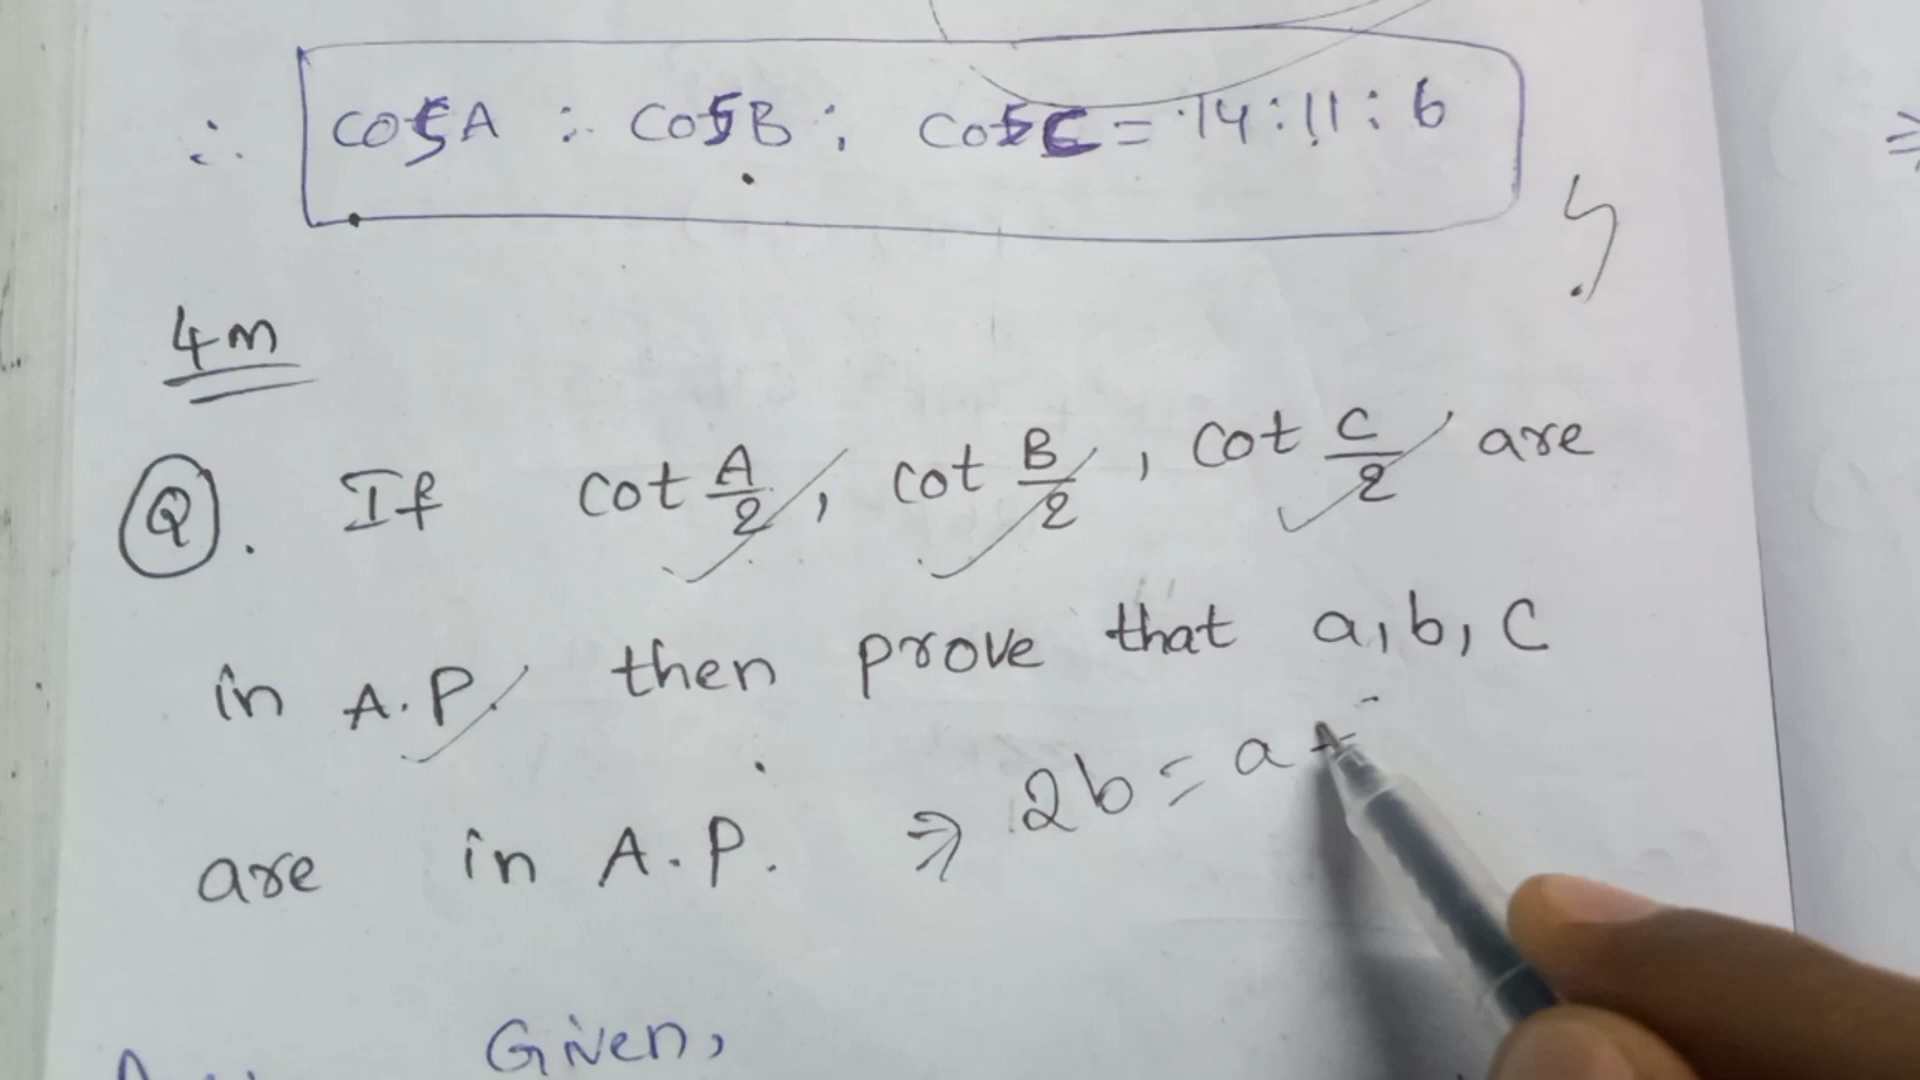 ∴ cosA : cosB : cosC = 14 : 11 : 6
4m
Q. If cot A/2, cot B/2, cot C/2 are
in A.P. then prove that a, b, c
are in A.P. ⇒ 2b = a +
Given,